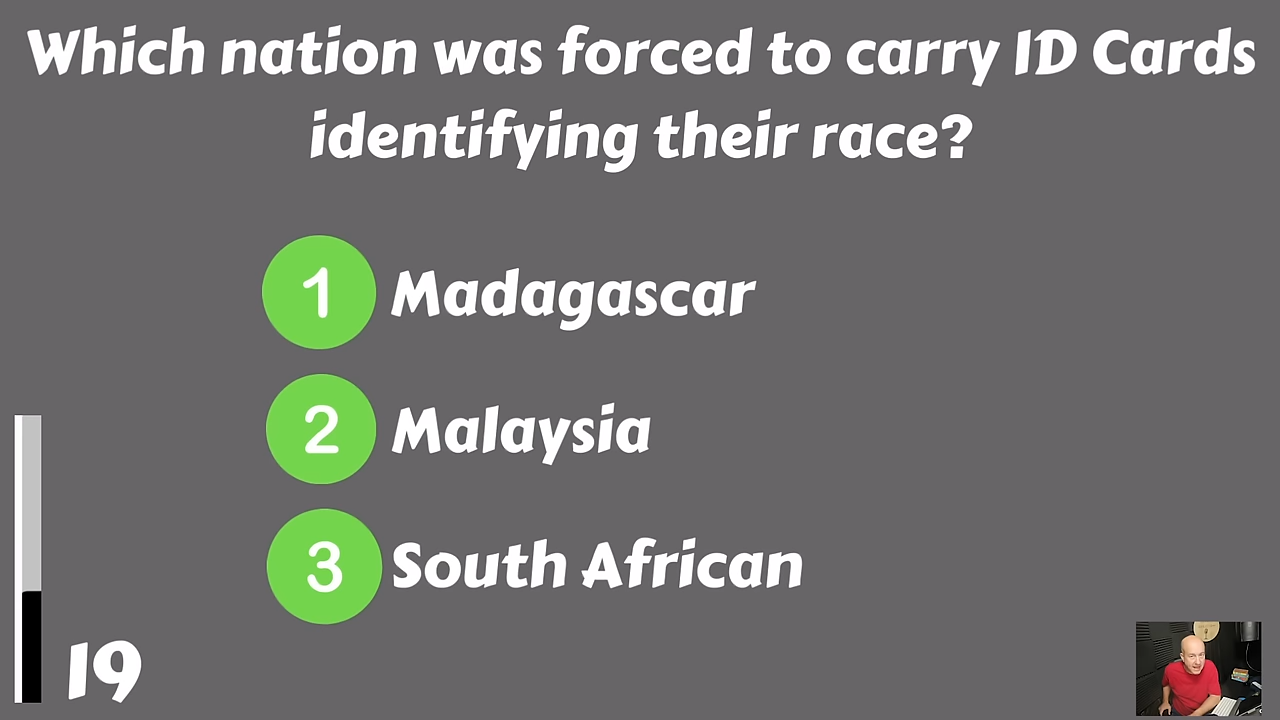 Which nation was forced to carry ID Cards
identifying their race?
1 Madagascar
2 Malaysia
3 South African
19